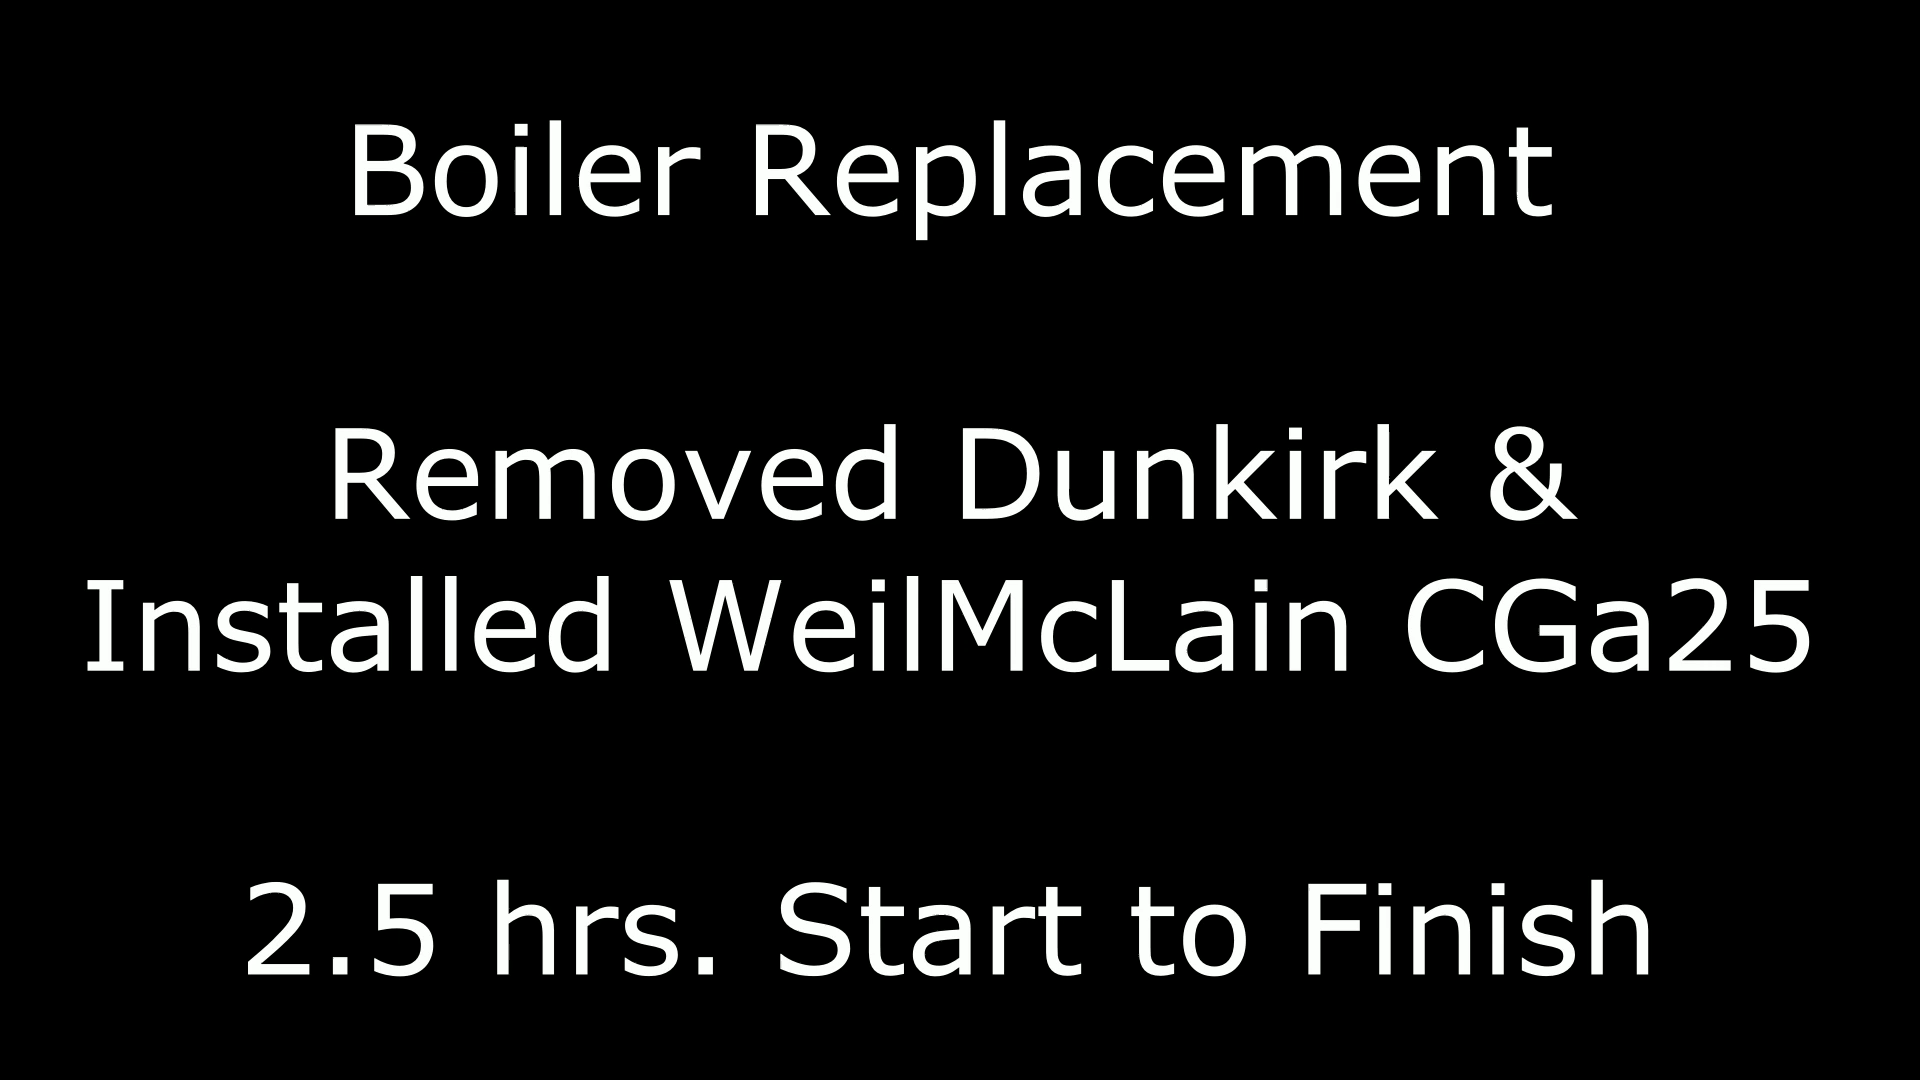 Boiler Replacement
Removed Dunkirk &
Installed WeilMcLain CGa25
2.5 hrs. Start to Finish